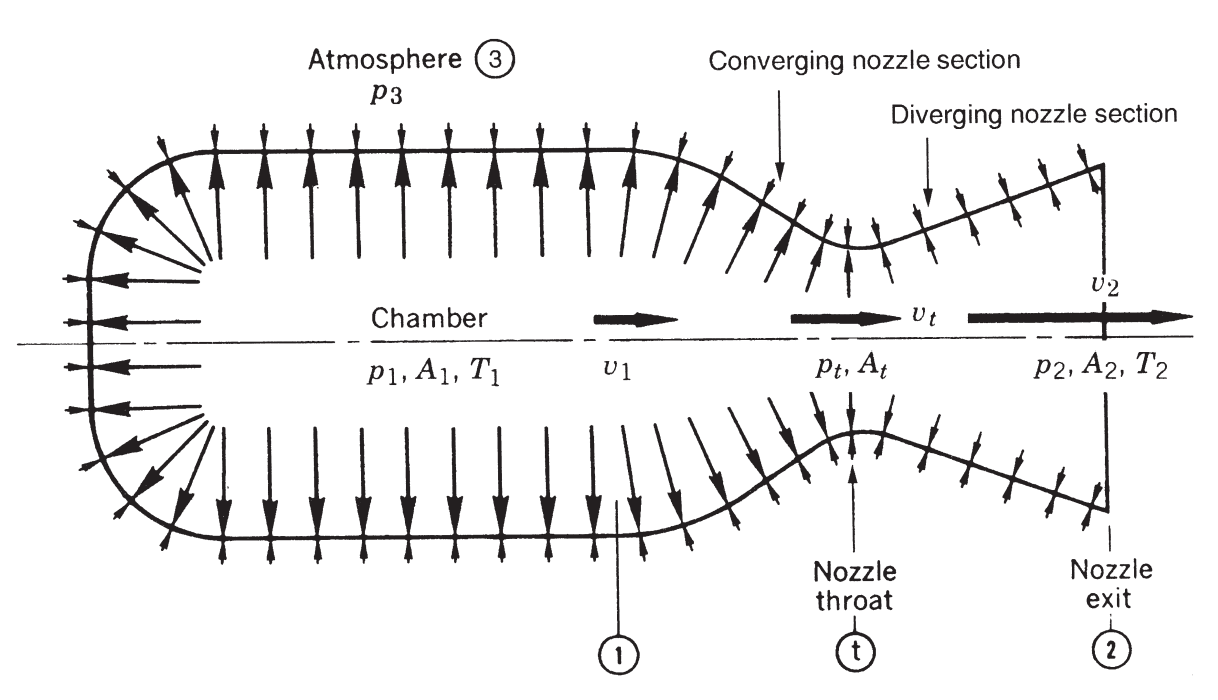 Atmosphere 3
p3
Converging nozzle section
Diverging nozzle section
v2
Chamber
vt
p1, A1, T1
v1
pt, At
p2, A2, T2
Nozzle
throat
Nozzle
exit
1
t
2